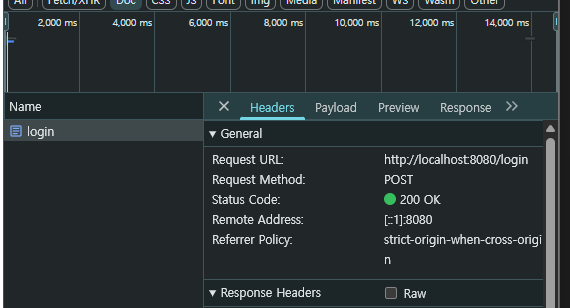 All Fetch/XHR Doc CSS JS Font Img Media Manifest WS Wasm Other
2,000 ms 4,000 ms 6,000 ms 8,000 ms 10,000 ms 12,000 ms 14,000 ms
Name
Headers Payload Preview Response
login
General
Request URL: http://localhost:8080/login
Request Method: POST
Status Code: 200 OK
Remote Address: [::1]:8080
Referrer Policy: strict-origin-when-cross-origi
n
Response Headers Raw